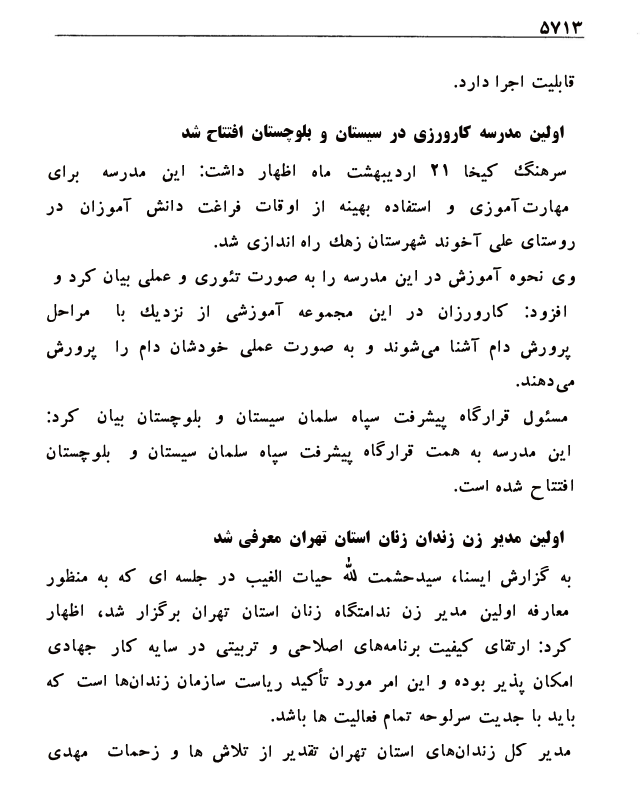 ۵۷۱۳
قابلیت اجرا دارد.
اولین مدرسه کارورزی در سیستان و بلوچستان افتتاح شد
سرهنگ کیخا ۲۱ اردیبهشت ماه اظهار داشت: این مدرسه برای
مهارت‌آموزی و استفاده بهینه از اوقات فراغت دانش آموزان در
روستای علی آخوند شهرستان زهك راه اندازی شد.
وی نحوه آموزش در این مدرسه را به صورت تئوری و عملی بیان کرد و
افزود: کارورزان در این مجموعه آموزشی از نزدیك با مراحل
پرورش دام آشنا می‌شوند و به صورت عملی خودشان دام را پرورش
می‌دهند.
مسئول قرارگاه پیشرفت سپاه سلمان سیستان و بلوچستان بیان کرد:
این مدرسه به همت قرارگاه پیشرفت سپاه سلمان سیستان و بلوچستان
افتتاح شده است.
اولین مدیر زن زندان زنان استان تهران معرفی شد
به گزارش ایسنا، سیدحشمت لله حیات الغیب در جلسه ای که به منظور
معارفه اولین مدیر زن ندامتگاه زنان استان تهران برگزار شد، اظهار
کرد: ارتقای کیفیت برنامه‌های اصلاحی و تربیتی در سایه کار جهادی
امکان پذیر بوده و این امر مورد تأکید ریاست سازمان زندان‌ها است که
باید با جدیت سرلوحه تمام فعالیت ها باشد.
مدیر کل زندان‌های استان تهران تقدیر از تلاش ها و زحمات مهدی